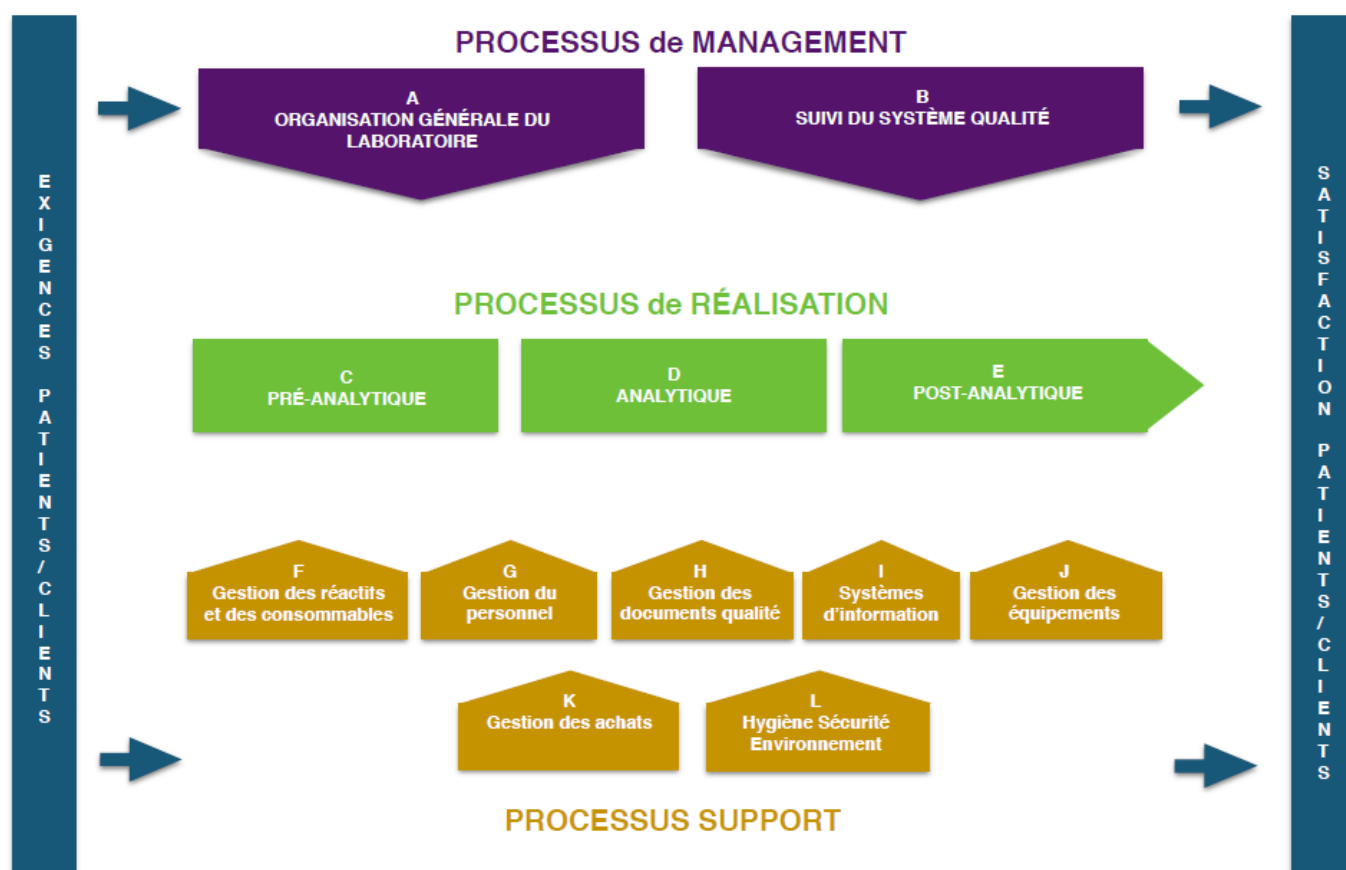 EXIGENCES PATIENTS/CLIENTS
PROCESSUS de MANAGEMENT
A
ORGANISATION GÉNÉRALE DU
LABORATOIRE
B
SUIVI DU SYSTÈME QUALITÉ
PROCESSUS de RÉALISATION
C
PRÉ-ANALYTIQUE
D
ANALYTIQUE
E
POST-ANALYTIQUE
F
Gestion des réactifs
et des consommables
G
Gestion du
personnel
H
Gestion des
documents qualité
I
Systèmes
d'information
J
Gestion des
équipements
K
Gestion des achats
L
Hygiène Sécurité
Environnement
PROCESSUS SUPPORT
SATISFACTION PATIENTS/CLIENTS